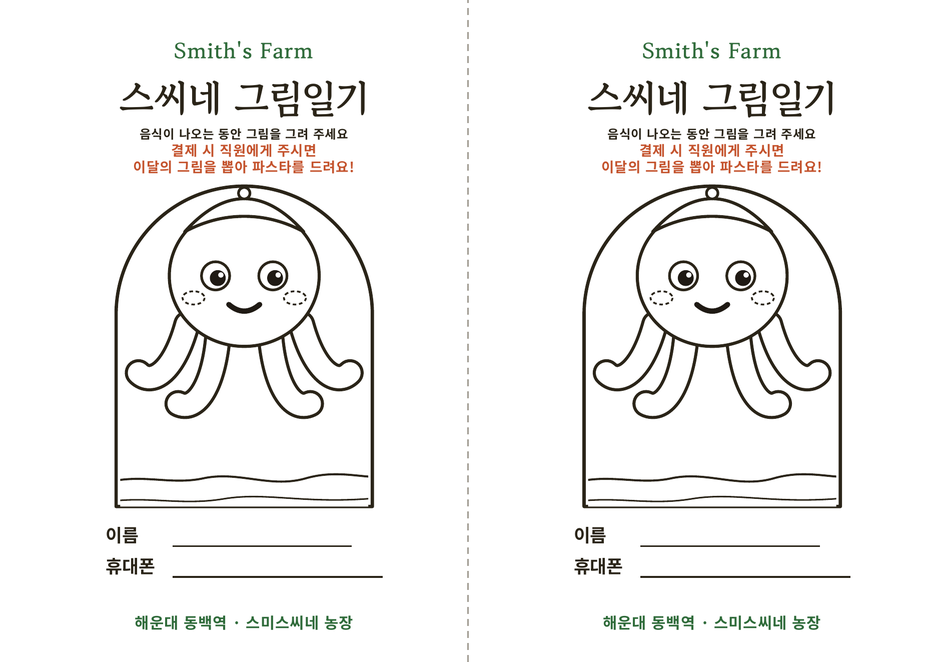 Smith's Farm
스씨네 그림일기
음식이 나오는 동안 그림을 그려 주세요
결제 시 직원에게 주시면
이달의 그림을 뽑아 파스타를 드려요!
이름
휴대폰
해운대 동백역 · 스미스씨네 농장
Smith's Farm
스씨네 그림일기
음식이 나오는 동안 그림을 그려 주세요
결제 시 직원에게 주시면
이달의 그림을 뽑아 파스타를 드려요!
이름
휴대폰
해운대 동백역 · 스미스씨네 농장